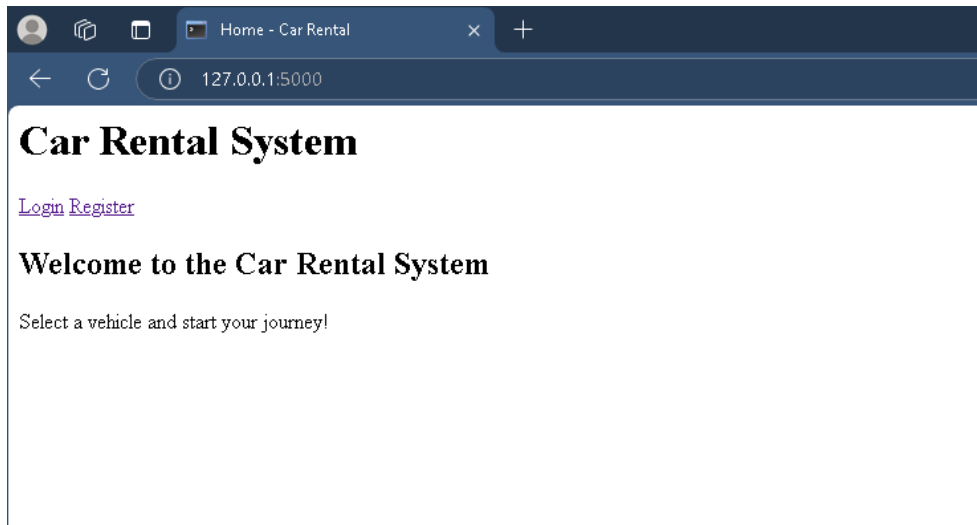 Home - Car Rental
127.0.0.1:5000
Car Rental System
Login Register
Welcome to the Car Rental System
Select a vehicle and start your journey!